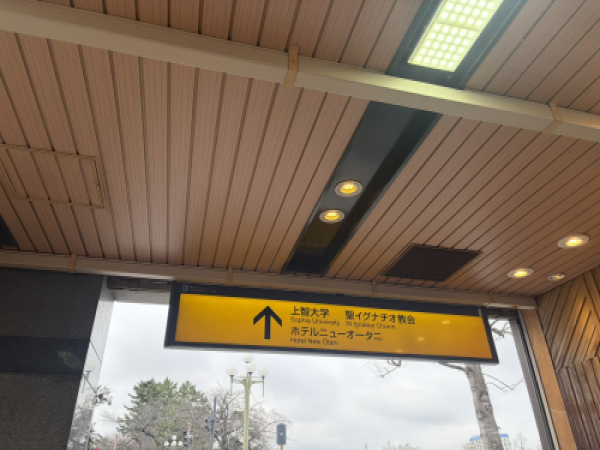 上智大学 聖イグナチオ教会
Sophia University St Ignatius Church
ホテルニューオータニ
Hotel New Otani